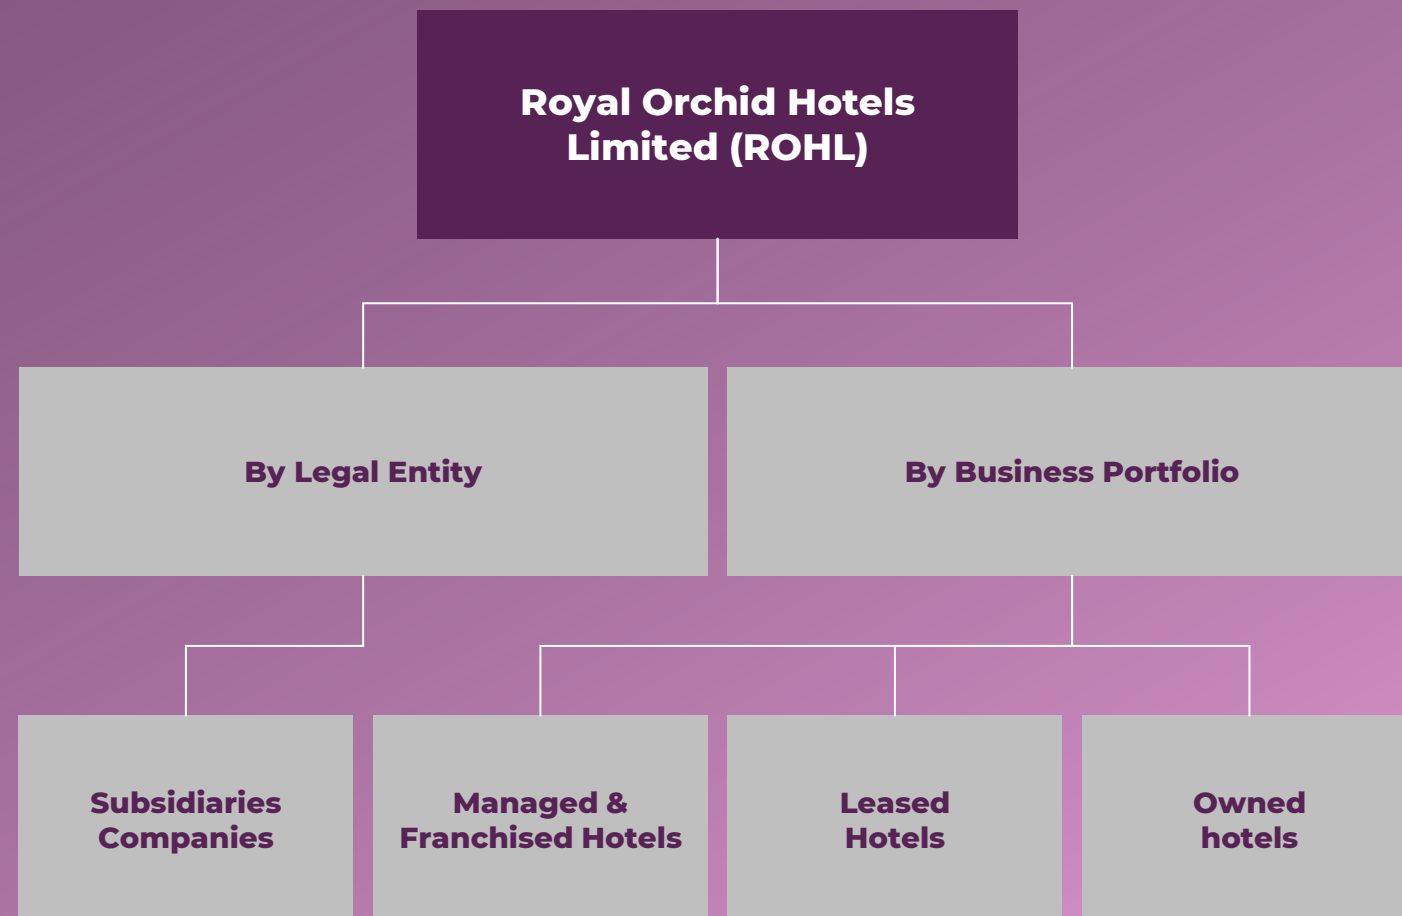 Royal Orchid Hotels
Limited (ROHL)
By Legal Entity
By Business Portfolio
Subsidiaries
Companies
Managed &
Franchised Hotels
Leased
Hotels
Owned
hotels